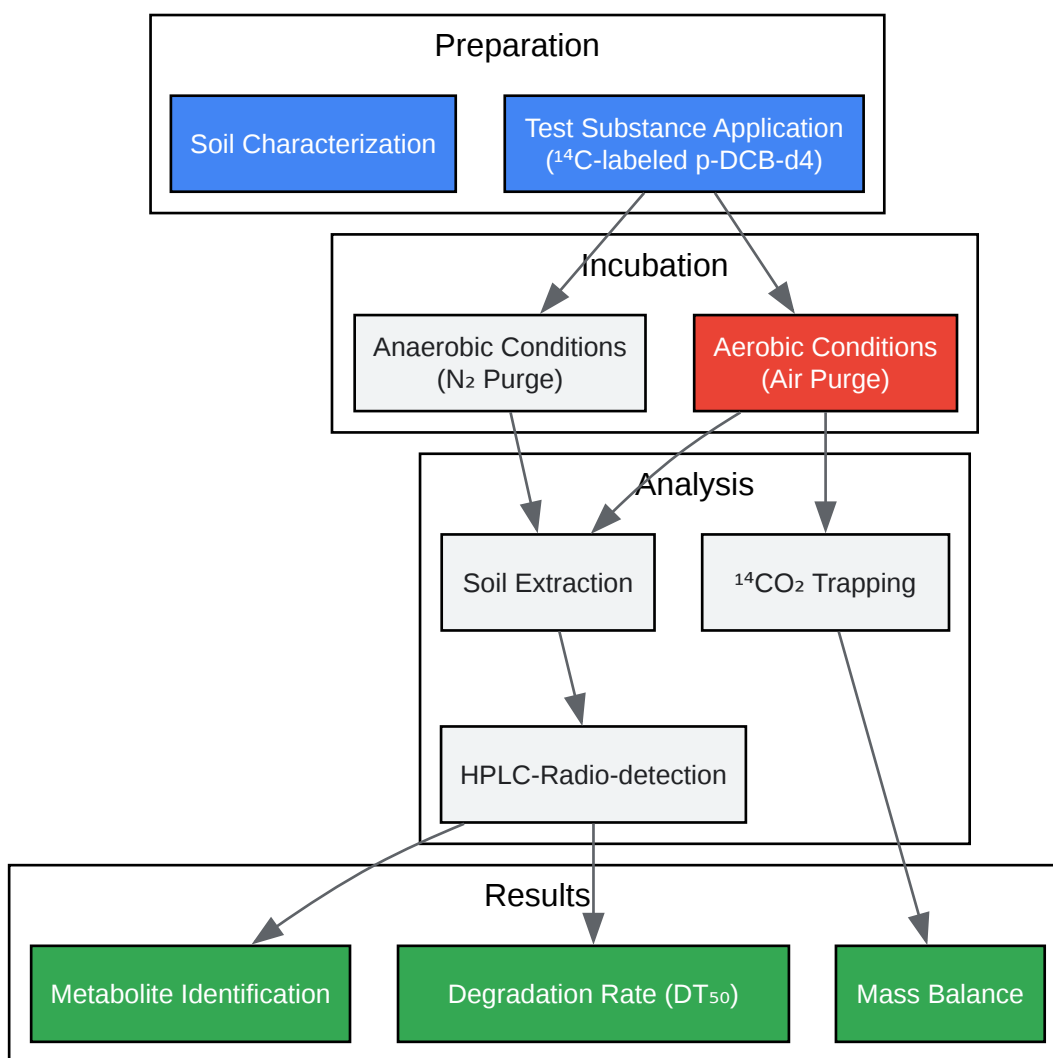 Preparation
Soil Characterization
Test Substance Application
(¹⁴C-labeled p-DCB-d4)
Incubation
Anaerobic Conditions
(N₂ Purge)
Aerobic Conditions
(Air Purge)
Analysis
Soil Extraction
¹⁴CO₂ Trapping
HPLC-Radio-detection
Results
Metabolite Identification
Degradation Rate (DT₅₀)
Mass Balance